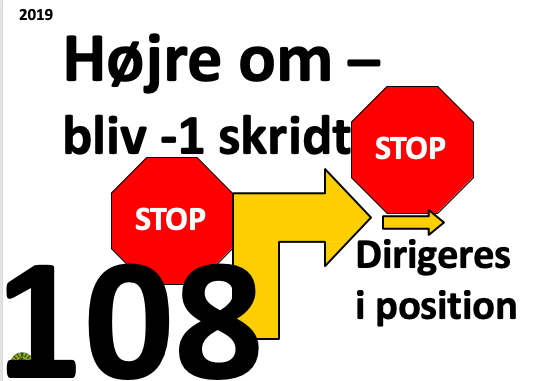 2019
Højre om –
bliv -1 skridt
STOP
STOP
Dirigeres
i position
108